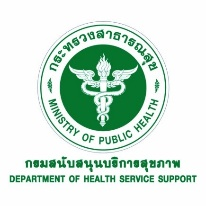 กระทรวงสาธารณสุข
MINISTRY OF PUBLIC HEALTH
กรมสนับสนุนบริการสุขภาพ
DEPARTMENT OF HEALTH SERVICE SUPPORT